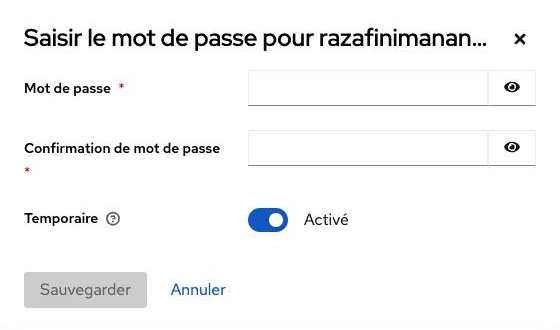 Saisir le mot de passe pour razafinimanan...
Mot de passe *
Confirmation de mot de passe
*
Temporaire
Activé
Sauvegarder
Annuler